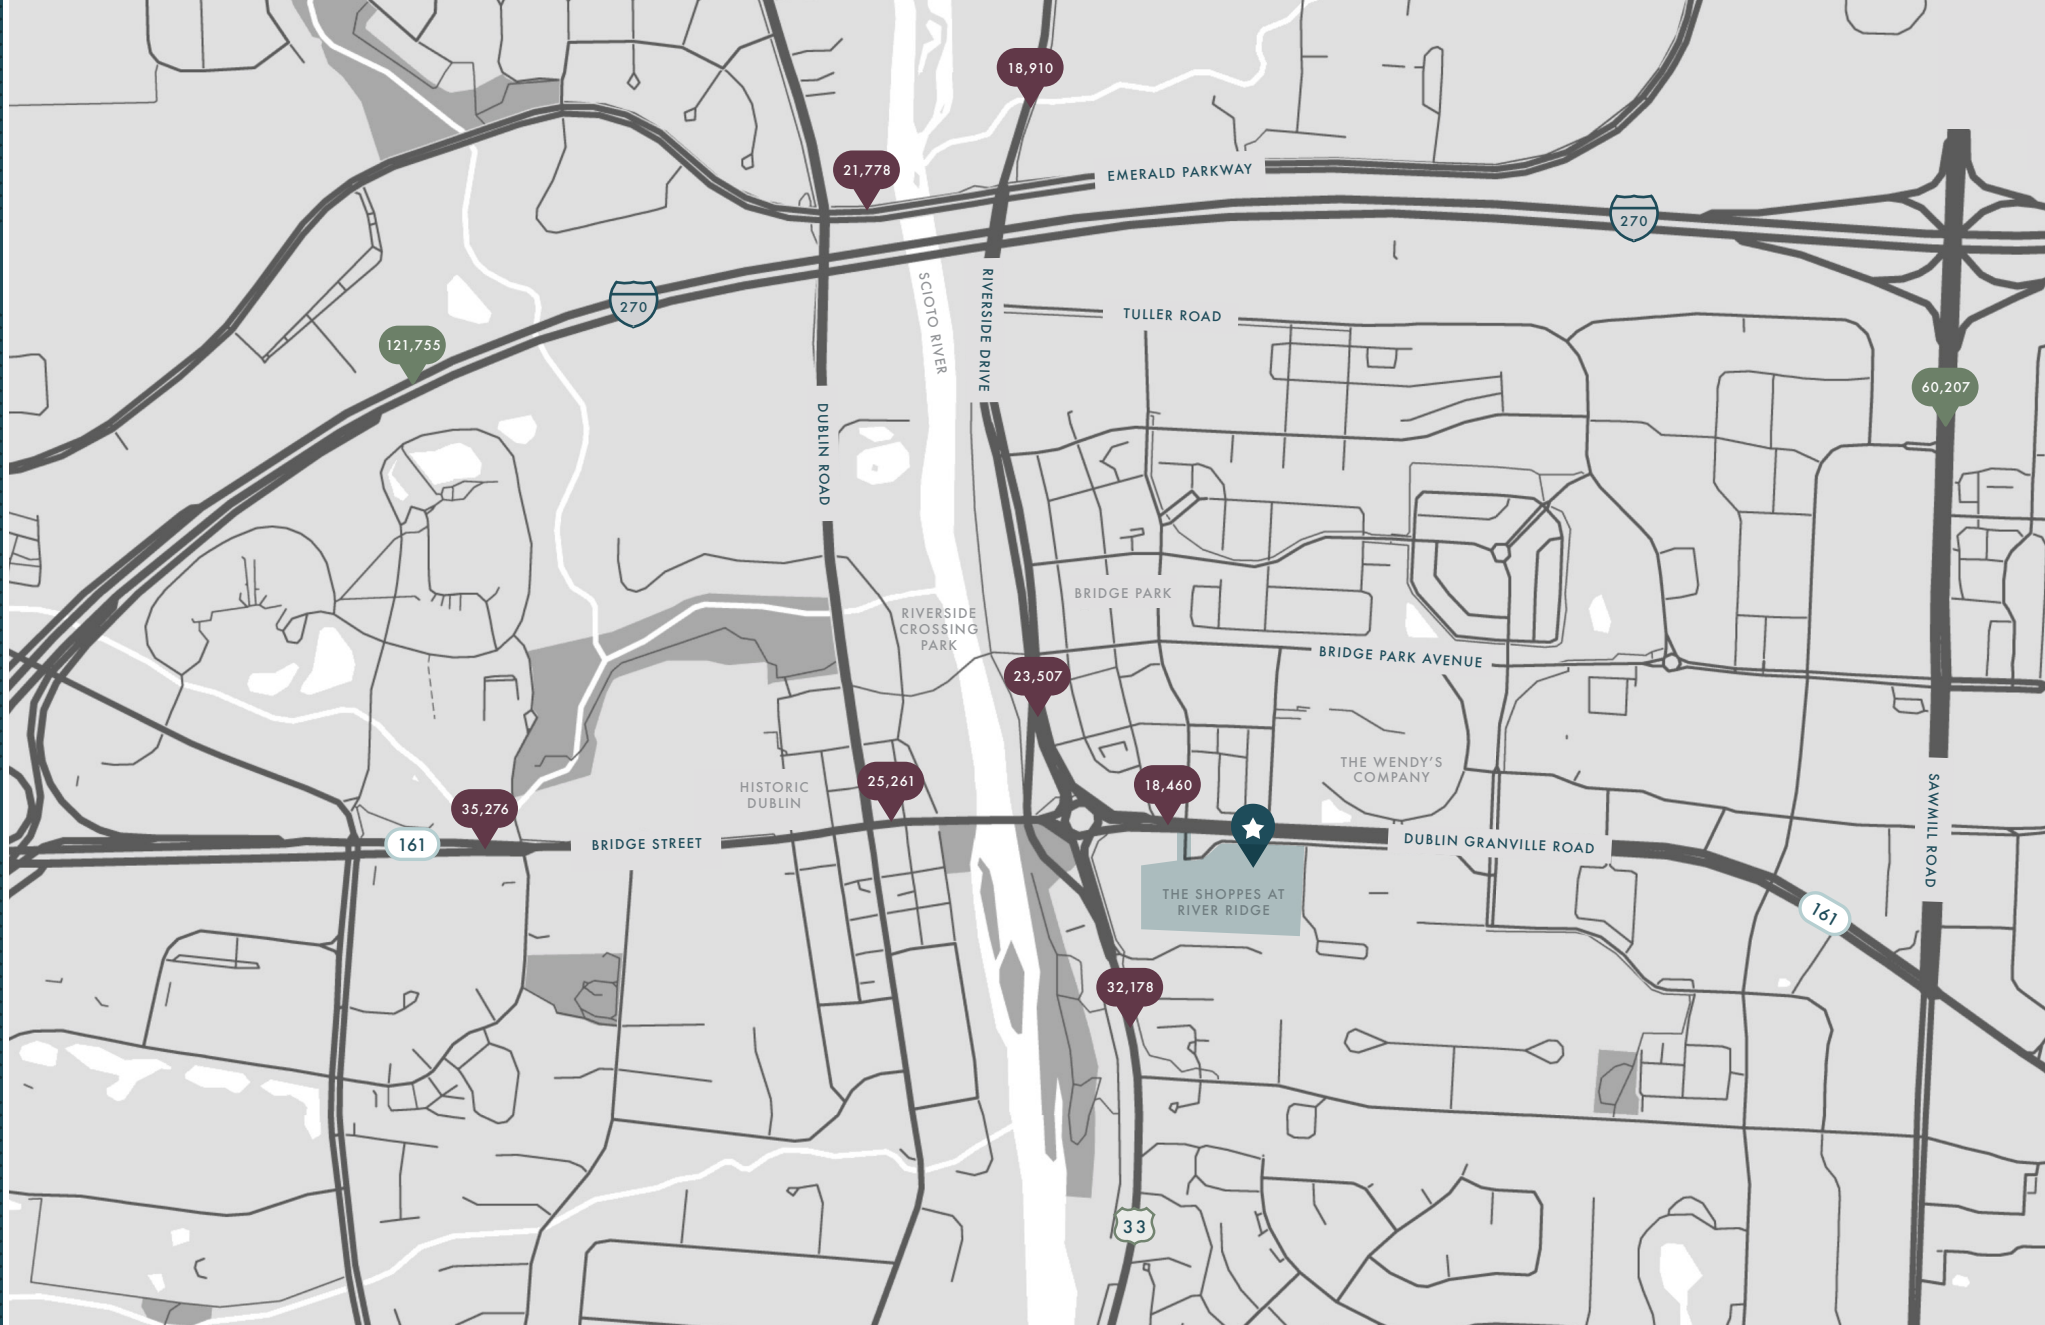 18,910
21,778
EMERALD PARKWAY
270
270
SCIOTO RIVER
RIVERSIDE DRIVE
TULLER ROAD
121,755
60,207
DUBLIN ROAD
BRIDGE PARK
RIVERSIDE
CROSSING
PARK
BRIDGE PARK AVENUE
23,507
THE WENDY'S
COMPANY
HISTORIC
DUBLIN
25,261
18,460
35,276
161
BRIDGE STREET
DUBLIN GRANVILLE ROAD
SAWMILL ROAD
THE SHOPPES AT
RIVER RIDGE
161
32,178
33